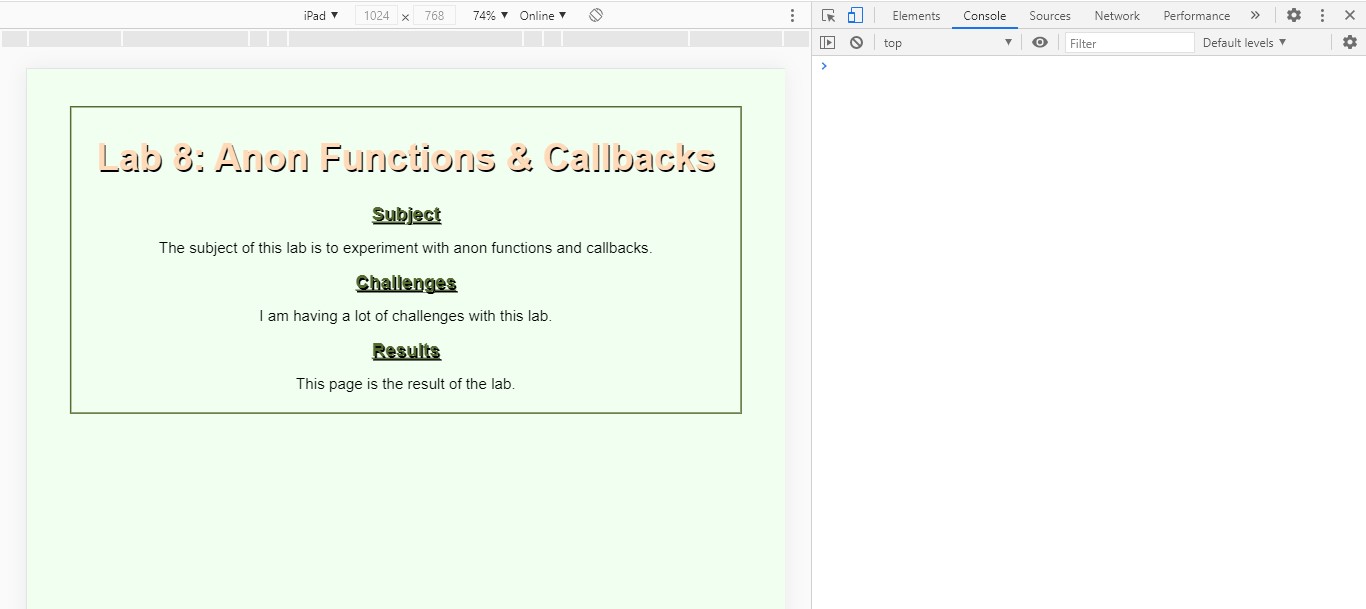 iPad ▼ 1024 × 768 74% ▼ Online ▼
Elements Console Sources Network Performance »
top ▼ Filter Default levels ▼
Lab 8: Anon Functions & Callbacks
Subject
The subject of this lab is to experiment with anon functions and callbacks.
Challenges
I am having a lot of challenges with this lab.
Results
This page is the result of the lab.